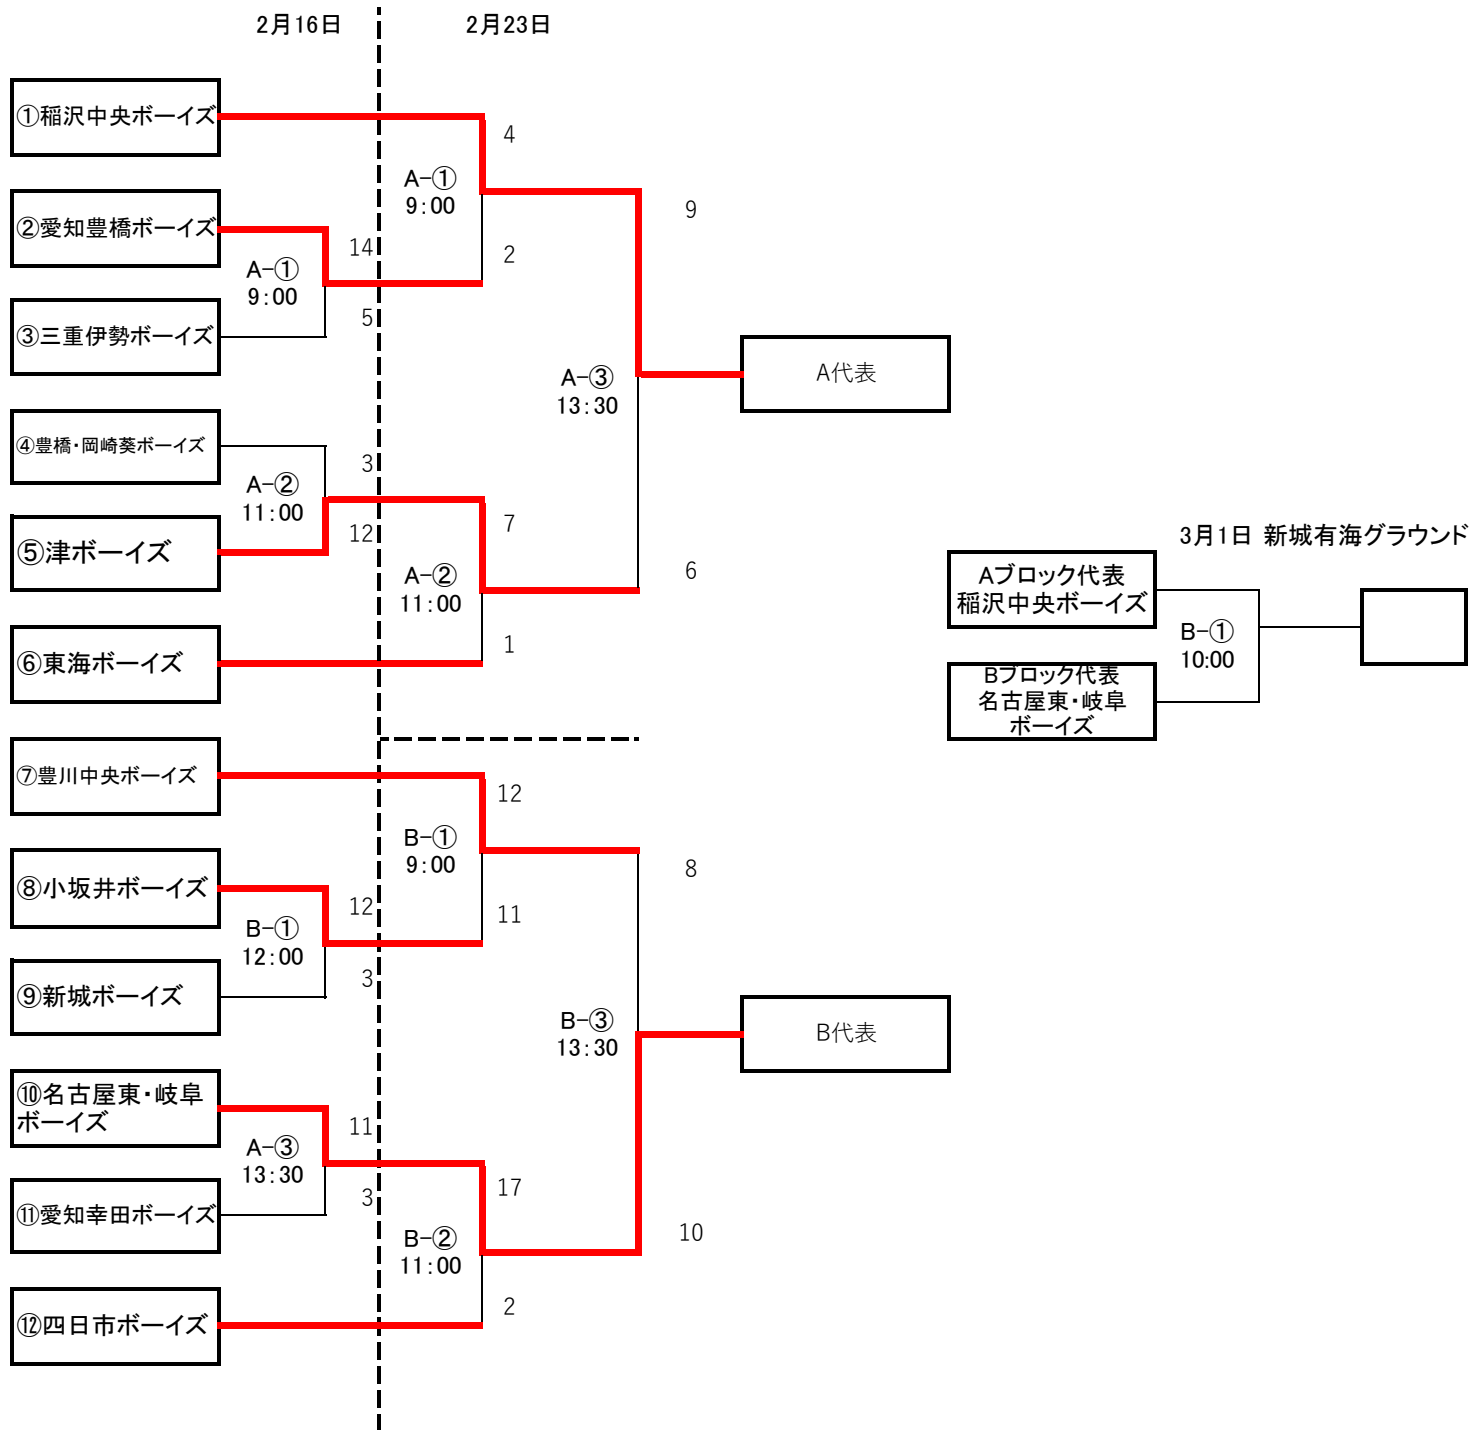 2月16日
2月23日
①稲沢中央ボーイズ
4
A-①
9:00
9
②愛知豊橋ボーイズ
14
2
A-①
9:00
5
③三重伊勢ボーイズ
A-③
13:30
A代表
④豊橋・岡崎葵ボーイズ
3
A-②
11:00
12
7
⑤津ボーイズ
A-②
11:00
6
1
⑥東海ボーイズ
3月1日 新城有海グラウンド
Aブロック代表
稲沢中央ボーイズ
B-①
10:00
Bブロック代表
名古屋東・岐阜
ボーイズ
⑦豊川中央ボーイズ
12
B-①
9:00
8
⑧小坂井ボーイズ
12
11
B-①
12:00
3
⑨新城ボーイズ
B-③
13:30
B代表
⑩名古屋東・岐阜
ボーイズ
11
A-③
13:30
3
17
⑪愛知幸田ボーイズ
B-②
11:00
10
2
⑫四日市ボーイズ